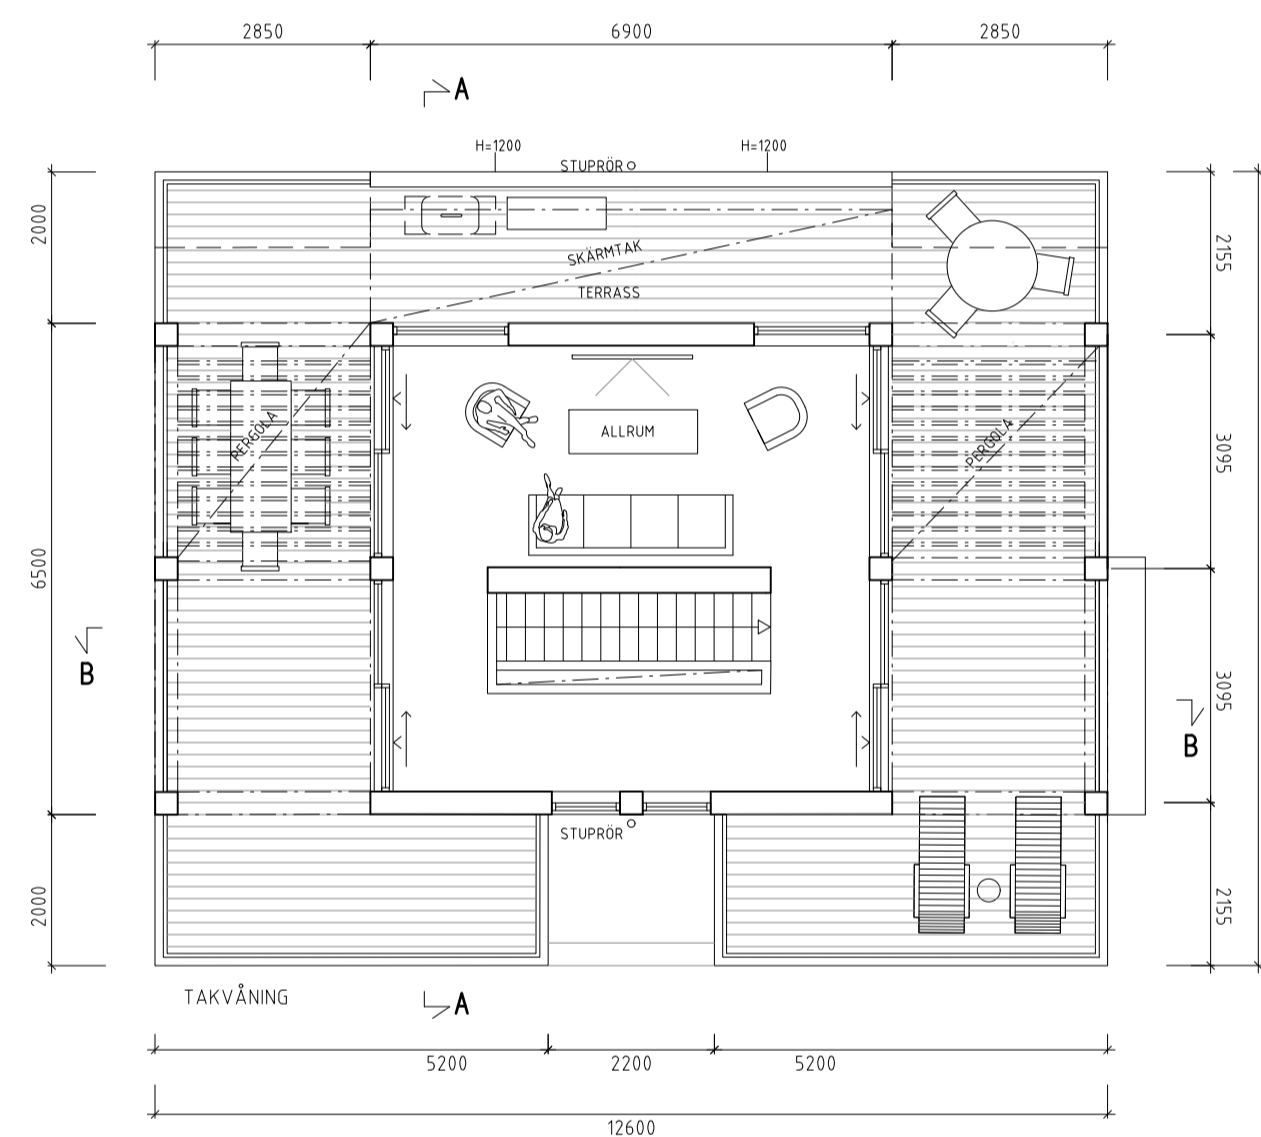 2850 6900 2850
A
H=1200 H=1200
STUPRÖR
2000 2155
SKÄRMTAK
TERRASS
PERGOLA ALLRUM PERGOLA 3095
6500
B 3095
B
STUPRÖR
2000 2155
TAKVÅNING
A
5200 2200 5200
12600